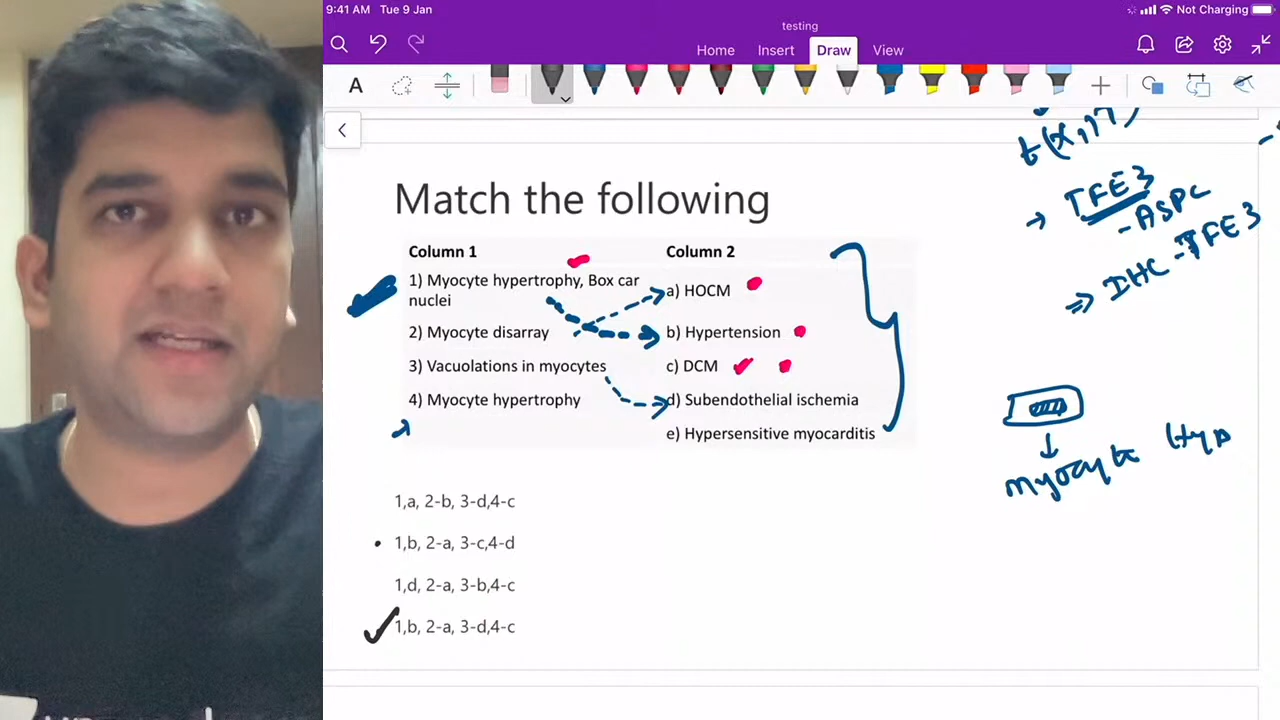 9:41 AM Tue 9 Jan
Not Charging
testing
Home Insert Draw View
A
t(X,17)
→ TFE3
-ASPC
⇒ IHC - TFE3
Match the following
Column 1 Column 2
1) Myocyte hypertrophy, Box car
nuclei
a) HOCM
2) Myocyte disarray b) Hypertension
3) Vacuolations in myocytes c) DCM
4) Myocyte hypertrophy d) Subendothelial ischemia
e) Hypersensitive myocarditis
myocyte Hyp
1,a, 2-b, 3-d,4-c
1,b, 2-a, 3-c,4-d
1,d, 2-a, 3-b,4-c
1,b, 2-a, 3-d,4-c